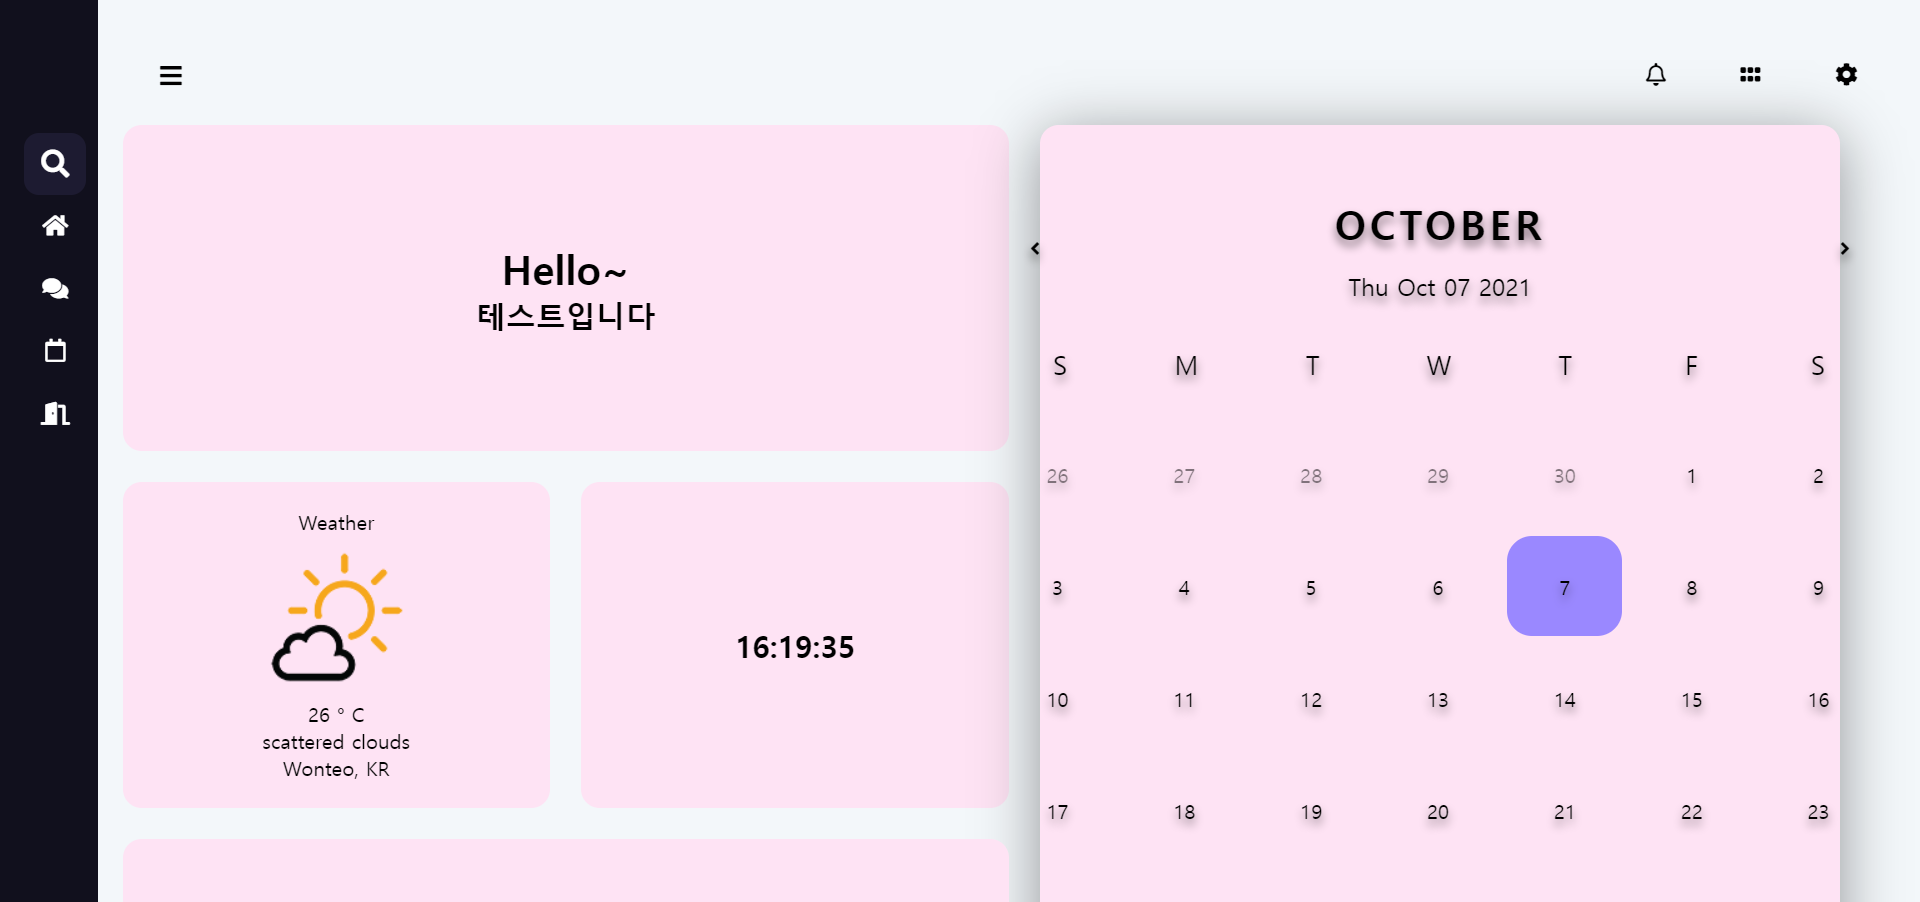 Hello~
테스트입니다
Weather
26 ° C
scattered clouds
Wonteo, KR
16:19:35
OCTOBER
Thu Oct 07 2021
S M T W T F S
26 27 28 29 30 1 2
3 4 5 6 7 8 9
10 11 12 13 14 15 16
17 18 19 20 21 22 23